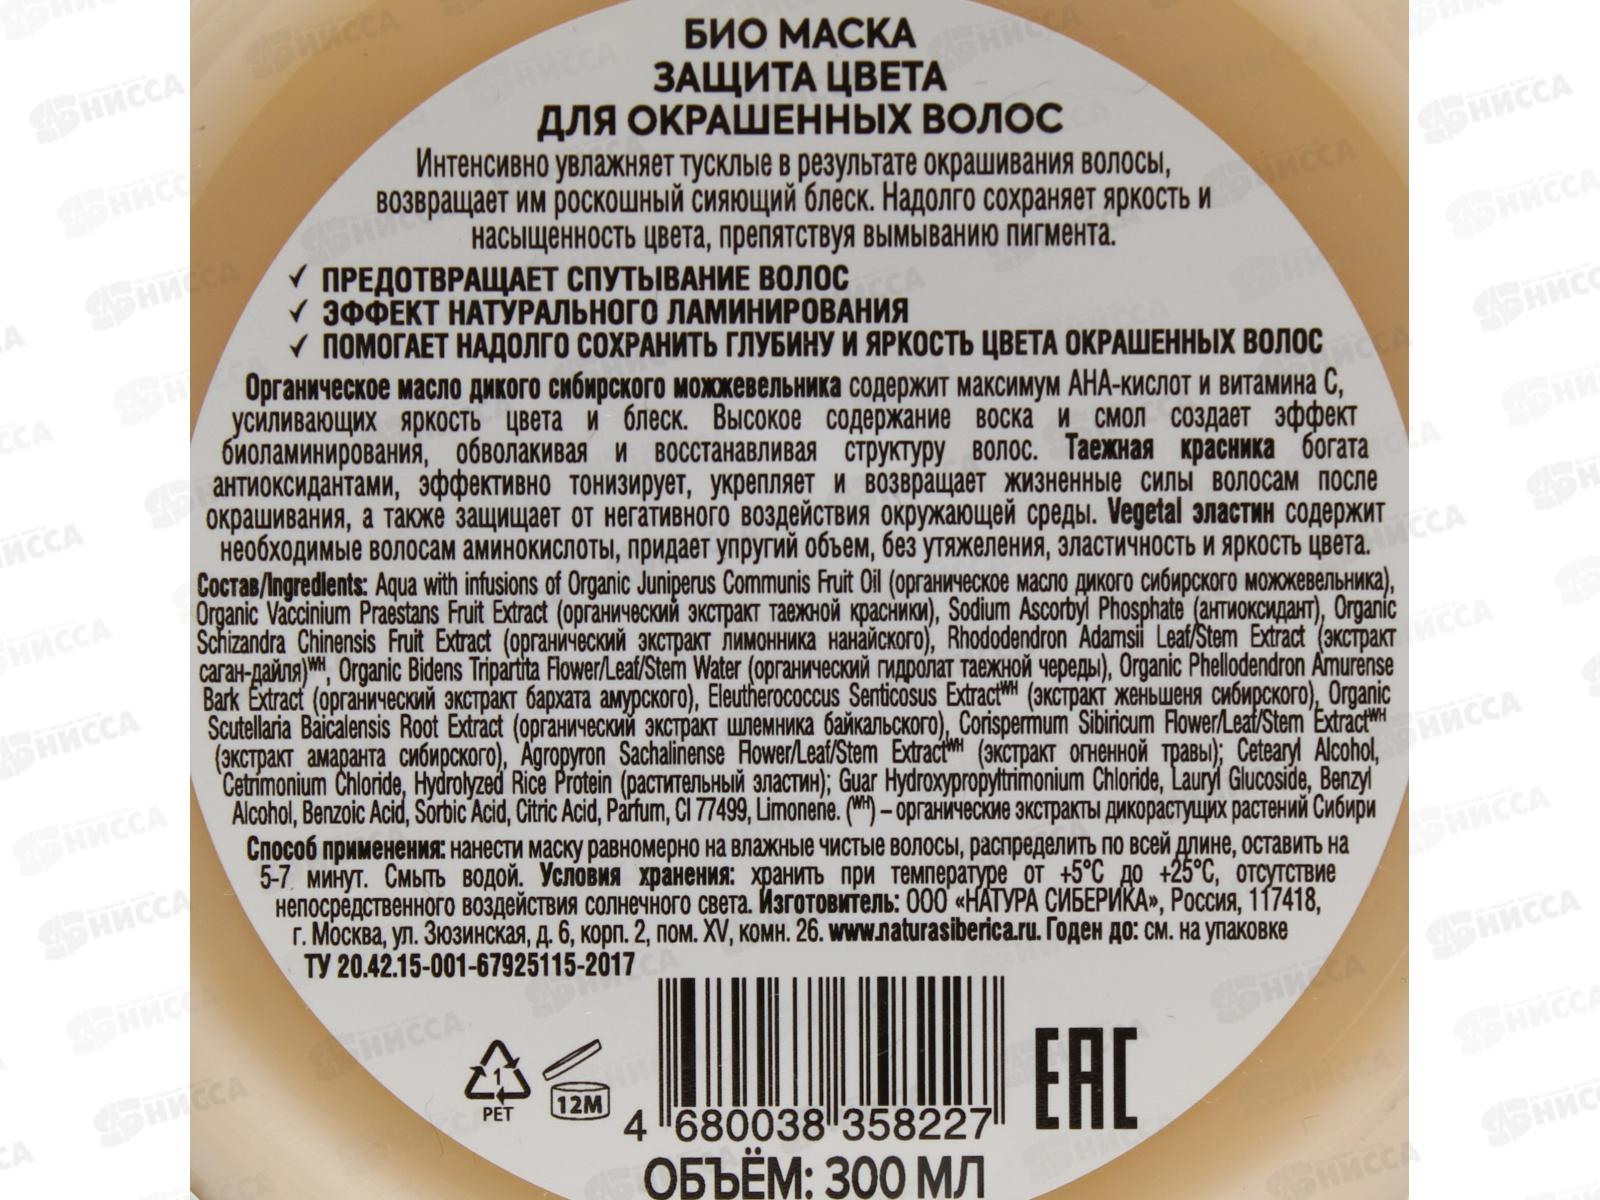 БИО МАСКА
ЗАЩИТА ЦВЕТА
ДЛЯ ОКРАШЕННЫХ ВОЛОС
Интенсивно увлажняет тусклые в результате окрашивания волосы,
возвращает им роскошный сияющий блеск. Надолго сохраняет яркость и
насыщенность цвета, препятствуя вымыванию пигмента.
✓ ПРЕДОТВРАЩАЕТ СПУТЫВАНИЕ ВОЛОС
✓ ЭФФЕКТ НАТУРАЛЬНОГО ЛАМИНИРОВАНИЯ
✓ ПОМОГАЕТ НАДОЛГО СОХРАНИТЬ ГЛУБИНУ И ЯРКОСТЬ ЦВЕТА ОКРАШЕННЫХ ВОЛОС
Органическое масло дикого сибирского можжевельника содержит максимум АНА-кислот и витамина С,
усиливающих яркость цвета и блеск. Высокое содержание воска и смол создает эффект
биоламинирования, обволакивая и восстанавливая структуру волос. Таежная красника богата
антиоксидантами, эффективно тонизирует, укрепляет и возвращает жизненные силы волосам после
окрашивания, а также защищает от негативного воздействия окружающей среды. Vegetal эластин содержит
необходимые волосам аминокислоты, придает упругий объем, без утяжеления, эластичность и яркость цвета.
Состав/Ingredients: Aqua with infusions of Organic Juniperus Communis Fruit Oil (органическое масло дикого сибирского можжевельника),
Organic Vaccinium Praestans Fruit Extract (органический экстракт таежной красники), Sodium Ascorbyl Phosphate (антиоксидант), Organic
Schizandra Chinensis Fruit Extract (органический экстракт лимонника нанайского), Rhododendron Adamsii Leaf/Stem Extract (экстракт
саган-дайля)WH, Organic Bidens Tripartita Flower/Leaf/Stem Water (органический гидролат таежной череды), Organic Phellodendron Amurense
Bark Extract (органический экстракт бархата амурского), Eleutherococcus Senticosus ExtractWH (экстракт женьшеня сибирского), Organic
Scutellaria Baicalensis Root Extract (органический экстракт шлемника байкальского), Corispermum Sibiricum Flower/Leaf/Stem ExtractWH
(экстракт амаранта сибирского), Agropyron Sachalinense Flower/Leaf/Stem ExtractWH (экстракт огненной травы); Cetearyl Alcohol,
Cetrimonium Chloride, Hydrolyzed Rice Protein (растительный эластин); Guar Hydroxypropyltrimonium Chloride, Lauryl Glucoside, Benzyl
Alcohol, Benzoic Acid, Sorbic Acid, Citric Acid, Parfum, CI 77499, Limonene. (WH) – органические экстракты дикорастущих растений Сибири
Способ применения: нанести маску равномерно на влажные чистые волосы, распределить по всей длине, оставить на
5-7 минут. Смыть водой. Условия хранения: хранить при температуре от +5°C до +25°C, отсутствие
непосредственного воздействия солнечного света. Изготовитель: ООО «НАТУРА СИБЕРИКА», Россия, 117418,
г. Москва, ул. Зюзинская, д. 6, корп. 2, пом. XV, комн. 26. www.naturasiberica.ru. Годен до: см. на упаковке
ТУ 20.42.15-001-67925115-2017
1
PET
12M
4 680038 358227
EAC
ОБЪЁМ: 300 МЛ